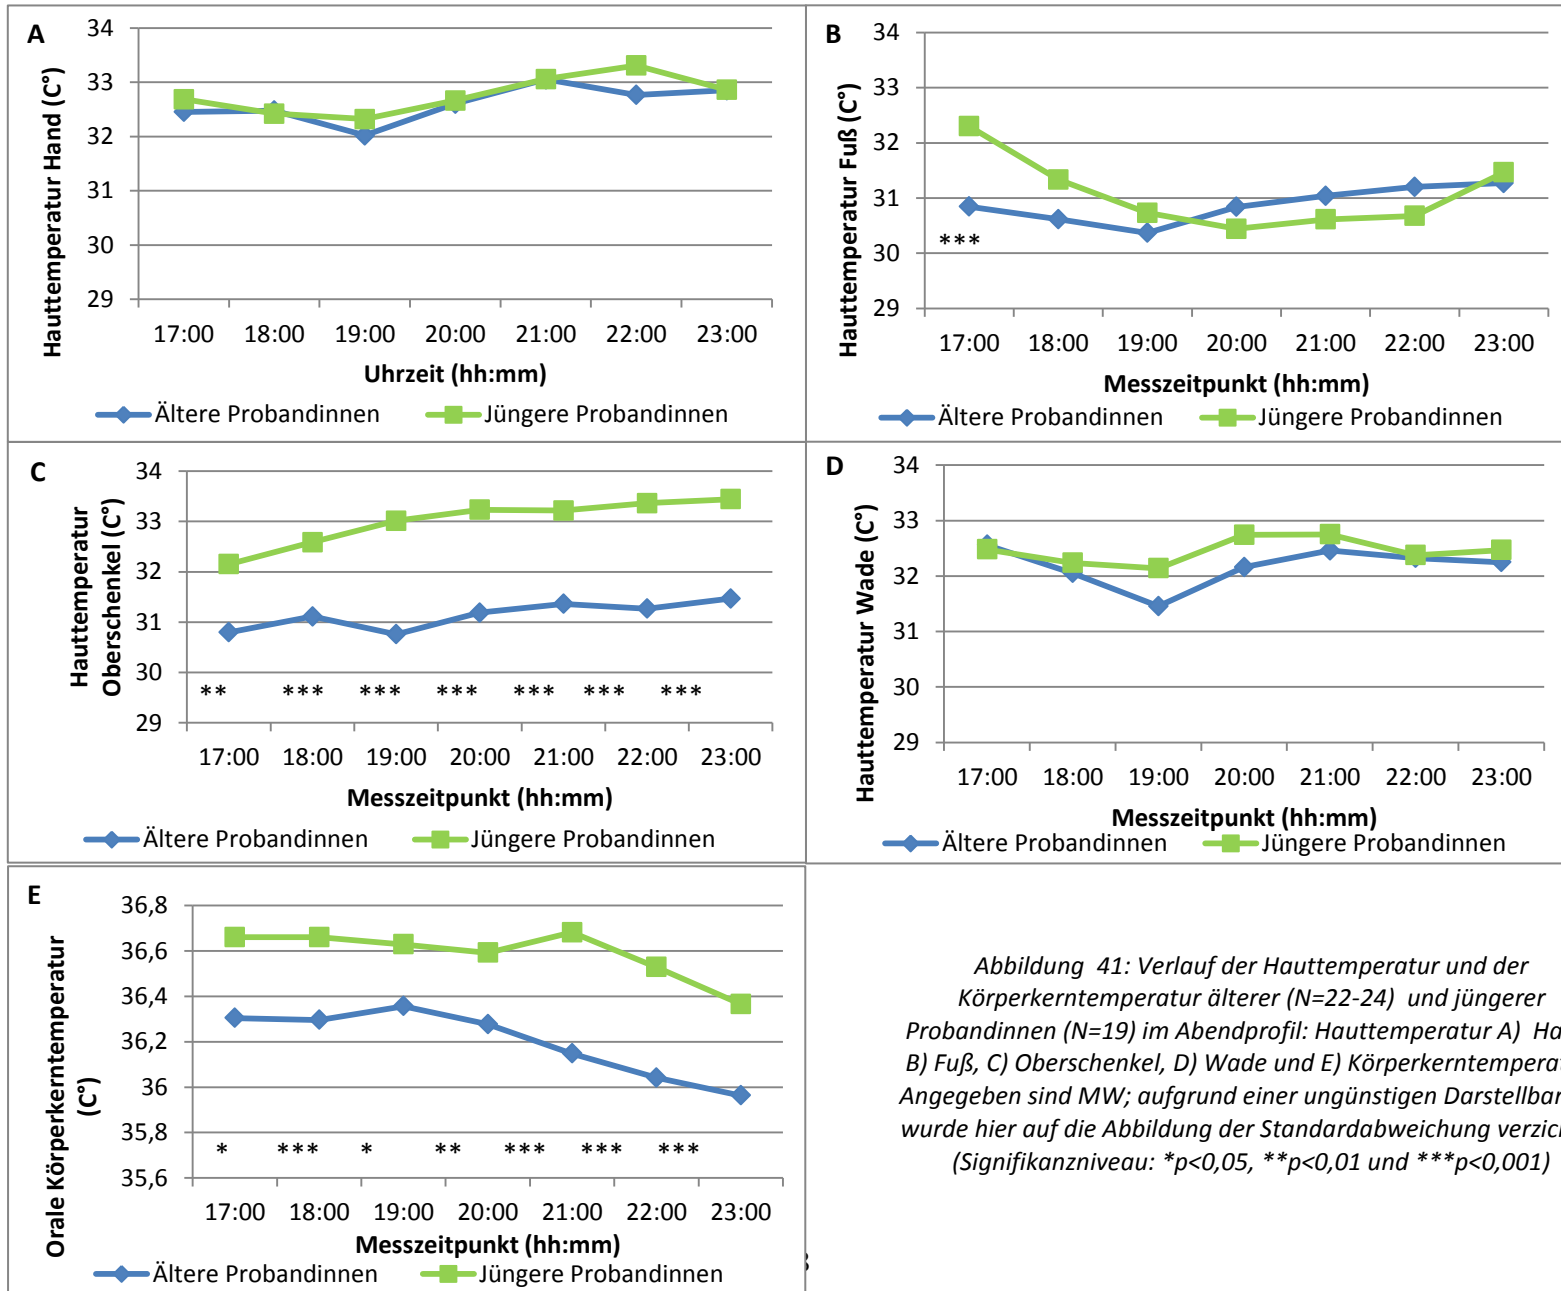 A
Hauttemperatur Hand (C°)
34
33
32
31
30
29
17:00 18:00 19:00 20:00 21:00 22:00 23:00
Uhrzeit (hh:mm)
Ältere Probandinnen Jüngere Probandinnen
B
Hauttemperatur Fuß (C°)
34
33
32
31
30
29
***
17:00 18:00 19:00 20:00 21:00 22:00 23:00
Messzeitpunkt (hh:mm)
Ältere Probandinnen Jüngere Probandinnen
C
Hauttemperatur
Oberschenkel (C°)
34
33
32
31
30
29
** *** *** *** *** *** ***
17:00 18:00 19:00 20:00 21:00 22:00 23:00
Messzeitpunkt (hh:mm)
Ältere Probandinnen Jüngere Probandinnen
D
Hauttemperatur Wade (C°)
34
33
32
31
30
29
17:00 18:00 19:00 20:00 21:00 22:00 23:00
Messzeitpunkt (hh:mm)
Ältere Probandinnen Jüngere Probandinnen
E
Orale Körperkerntemperatur
(C°)
36,8
36,6
36,4
36,2
36
35,8
35,6
* *** * ** *** *** ***
17:00 18:00 19:00 20:00 21:00 22:00 23:00
Messzeitpunkt (hh:mm)
Ältere Probandinnen Jüngere Probandinnen
Abbildung 41: Verlauf der Hauttemperatur und der
Körperkerntemperatur älterer (N=22-24) und jüngerer
Probandinnen (N=19) im Abendprofil: Hauttemperatur A) Ha
B) Fuß, C) Oberschenkel, D) Wade und E) Körperkerntempera
Angegeben sind MW; aufgrund einer ungünstigen Darstellbar
wurde hier auf die Abbildung der Standardabweichung verzic
(Signifikanzniveau: *p<0,05, **p<0,01 und ***p<0,001)